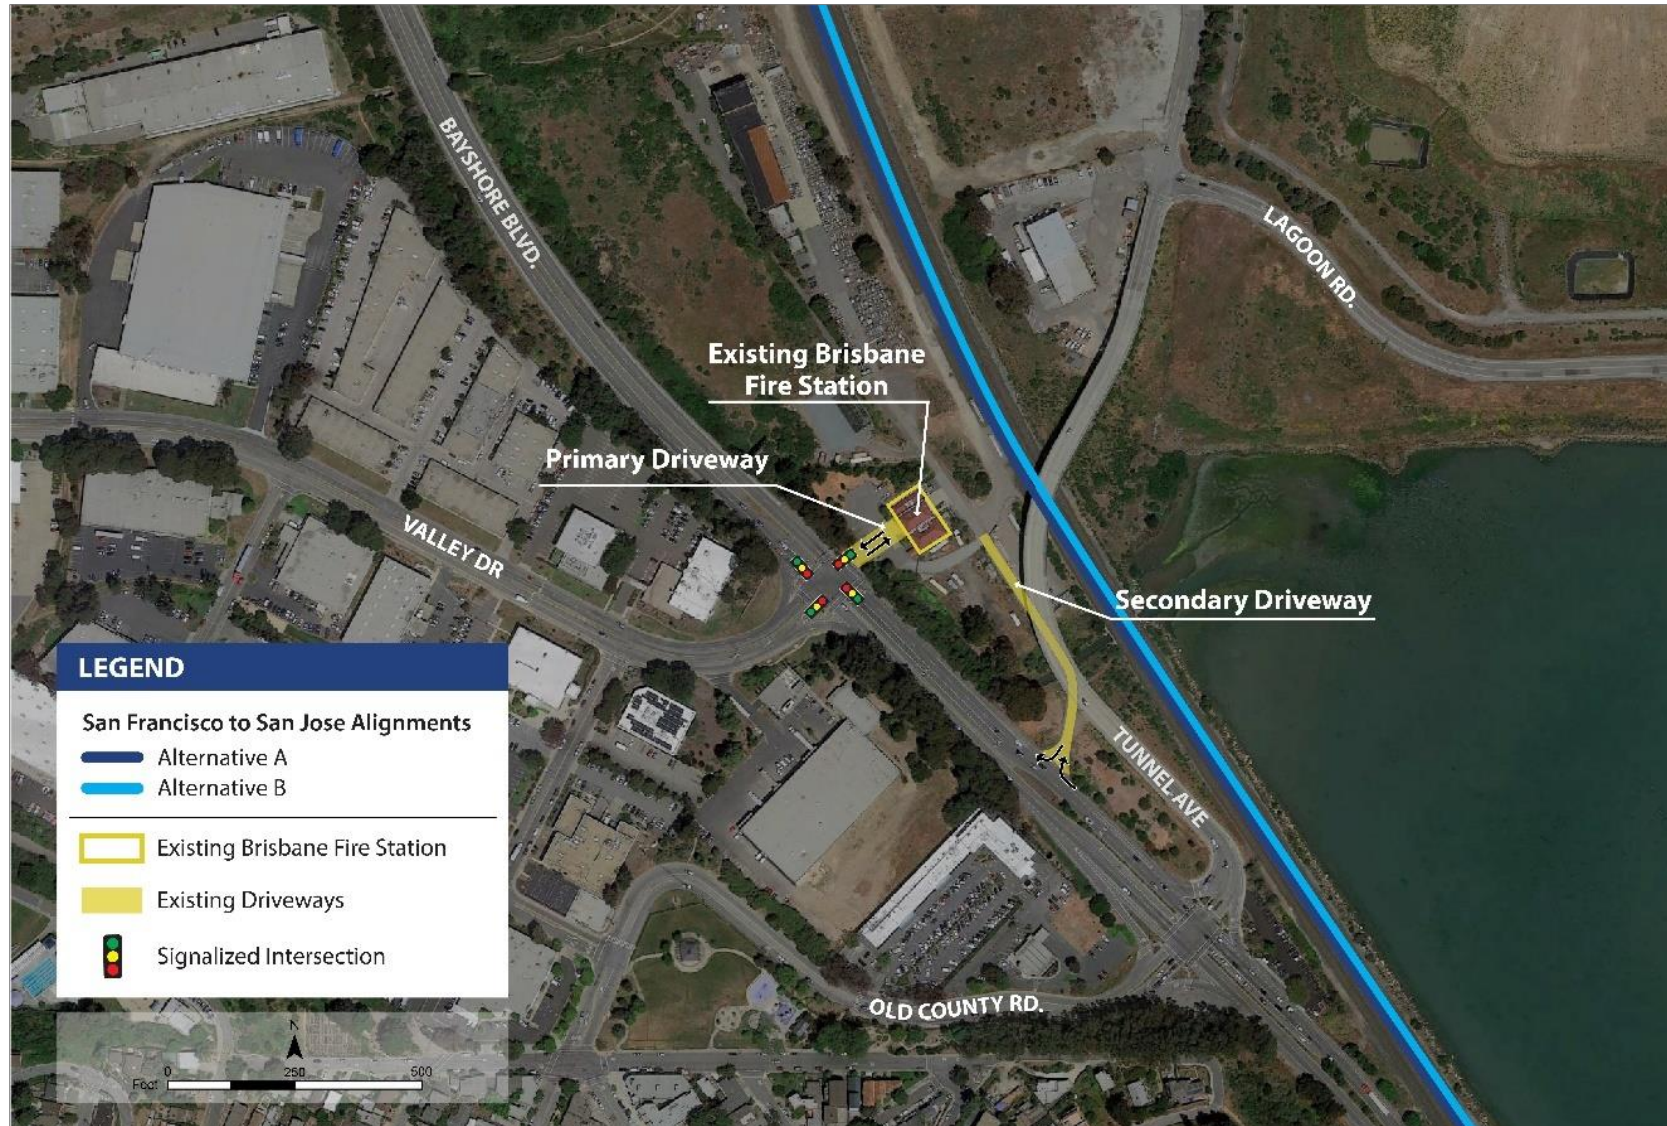 BAYSHORE BLVD.
LAGOON RD.
Existing Brisbane
Fire Station
Primary Driveway
VALLEY DR
Secondary Driveway
TUNNEL AVE
OLD COUNTY RD.
LEGEND
San Francisco to San Jose Alignments
Alternative A
Alternative B
Existing Brisbane Fire Station
Existing Driveways
Signalized Intersection
N
0 250 500
Feet